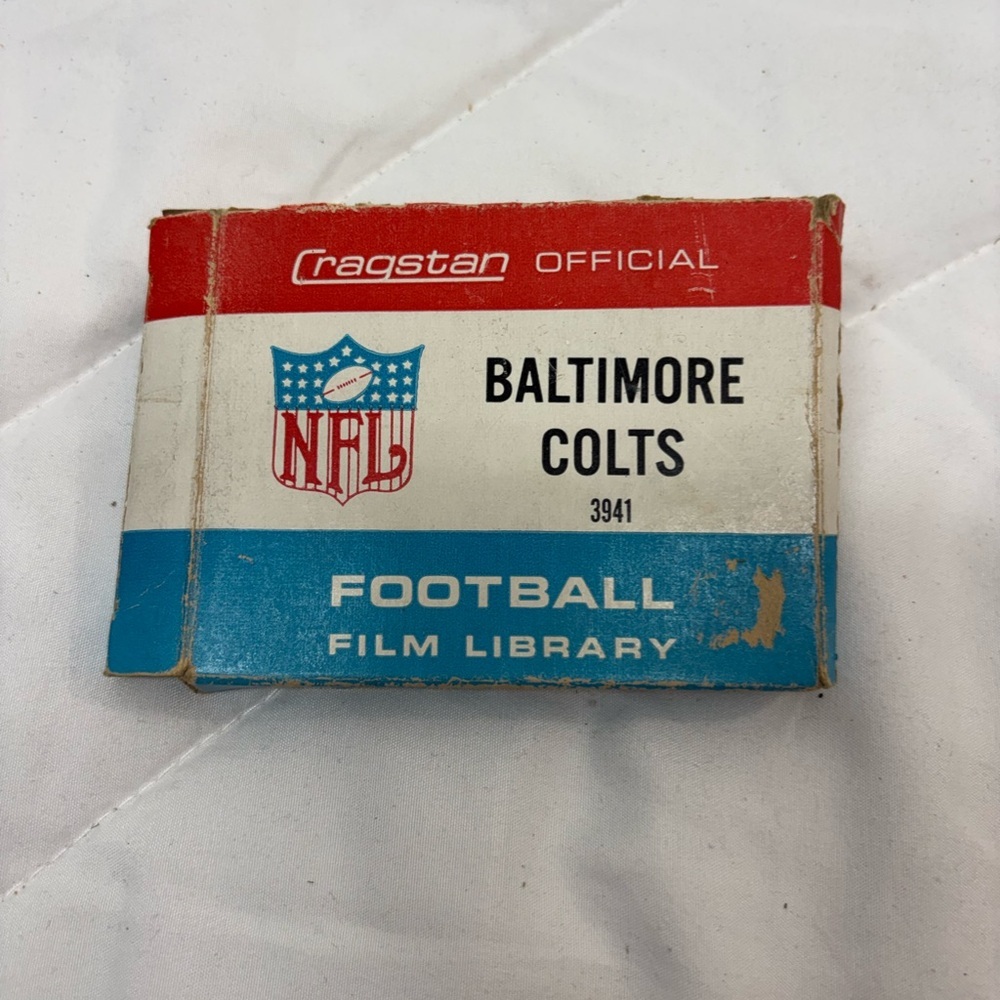 Cragstan OFFICIAL
NFL
BALTIMORE
COLTS
3941
FOOTBALL
FILM LIBRARY